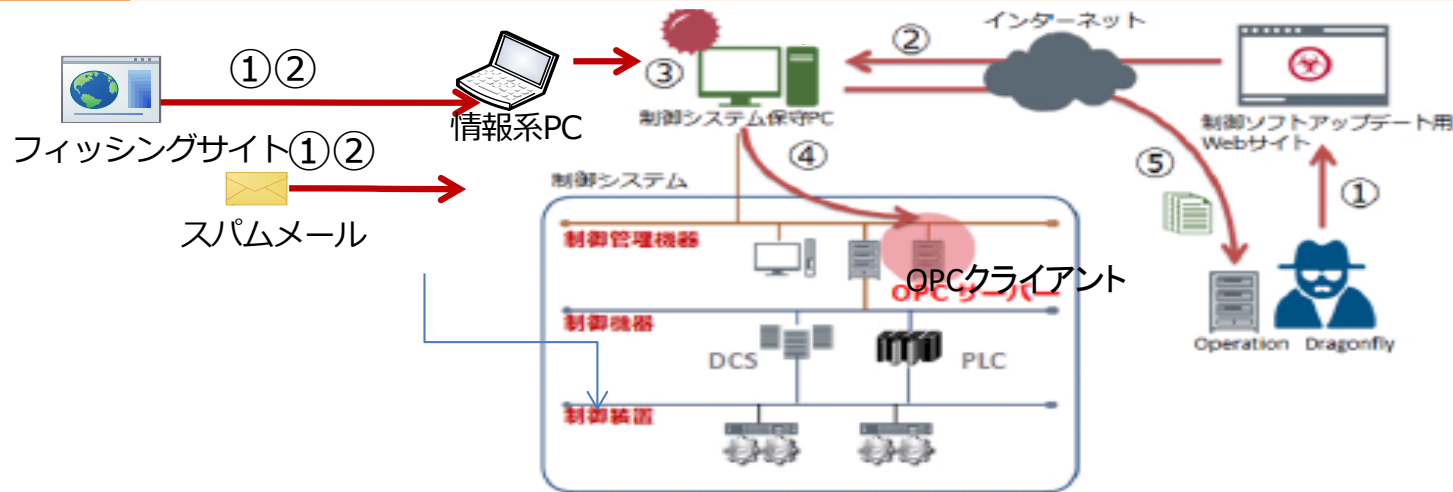 インターネット
①②
②
③
情報系PC
制御システム保守PC
制御ソフトアップデート用
Webサイト
フィッシングサイト①②
④
⑤
①
スパムメール
制御システム
制御管理機器
OPCクライアント
OPC サーバー
制御機器
DCS
PLC
Operation Dragonfly
制御装置